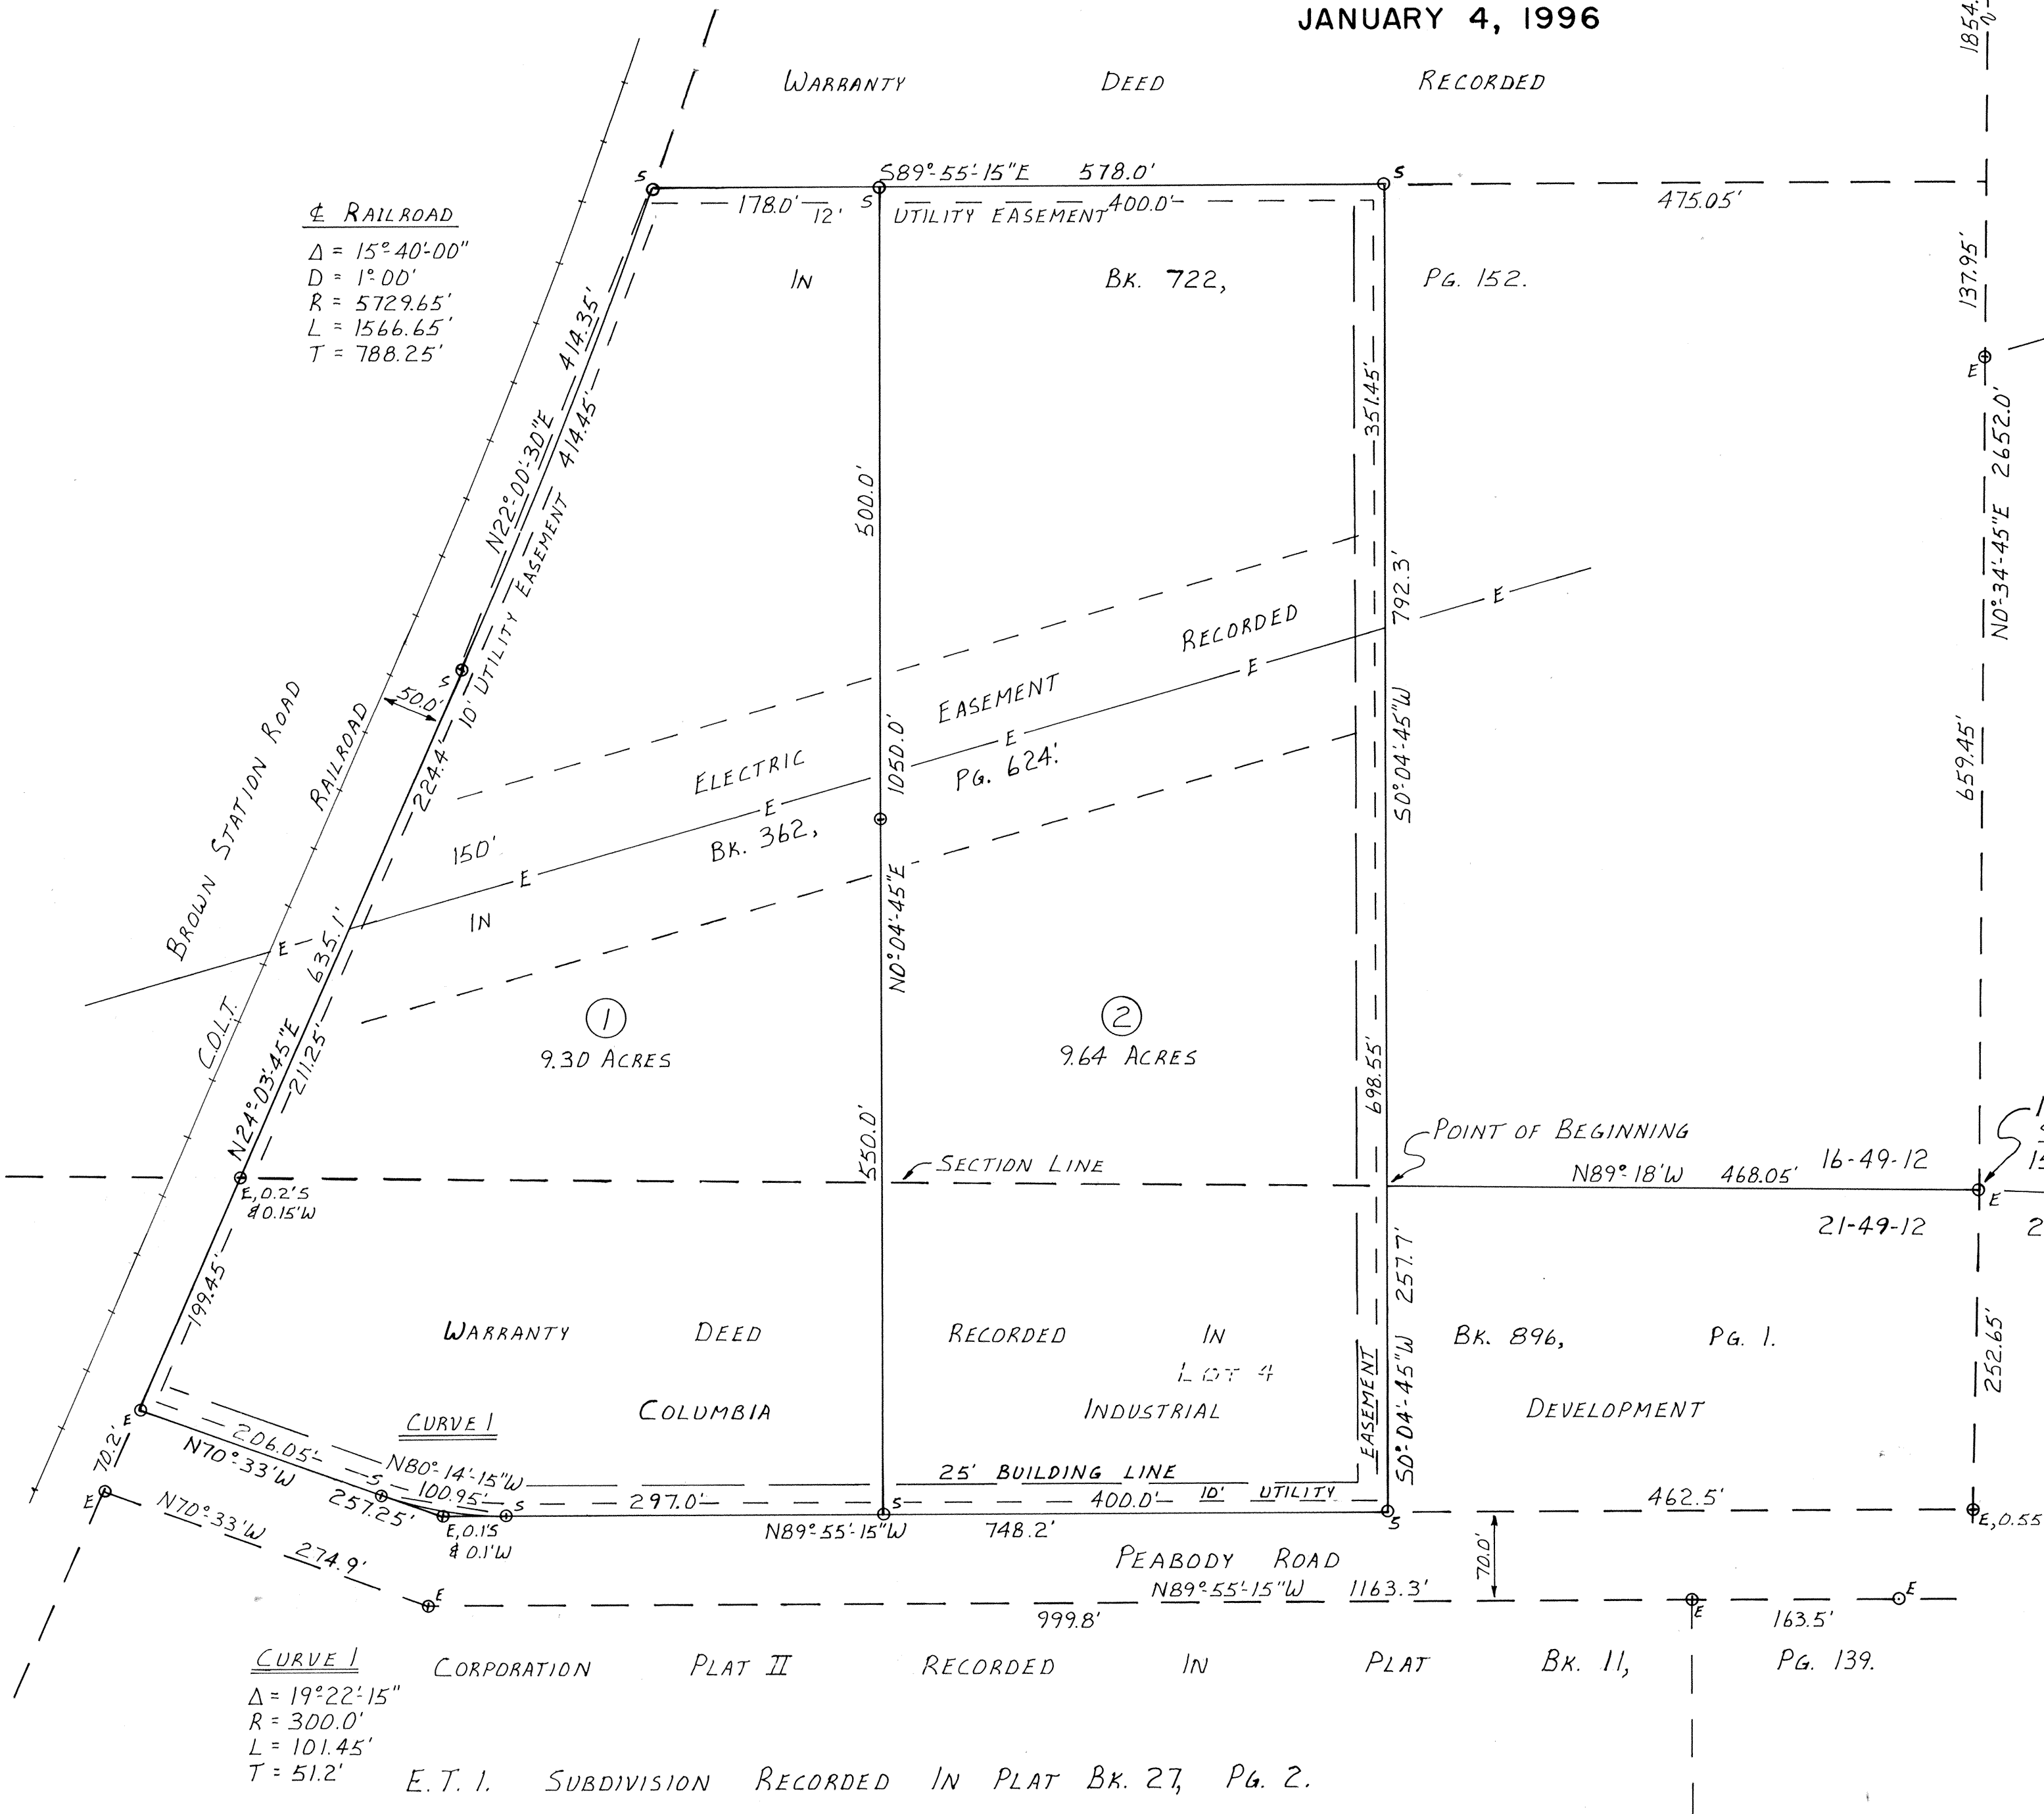 JANUARY 4, 1996
1854.
WARRANTY DEED RECORDED
S
S89°-55'-15"E 578.0'
S
475.05'
178.0' 12' S UTILITY EASEMENT 400.0'
℄ RAILROAD
Δ = 15°-40'-00"
D = 1°-00'
R = 5729.65'
L = 1566.65'
T = 788.25'
IN BK. 722, PG. 152.
137.95'
E
N22°-00'-30"E 414.35'
414.45'
10' UTILITY EASEMENT
500.0'
351.45'
S0°-04'-45"W 792.3'
N0°-34'-45"E 2652.0'
659.45'
S
50.0'
224.4'
BROWN STATION ROAD
C.O.L.T. RAILROAD
ELECTRIC EASEMENT RECORDED
E E E E E E
150' IN BK. 362, PG. 624.
N0°-04'-45"E 1050.0'
N24°-03'-45"E 635.1'
211.25'
1
9.30 ACRES
2
9.64 ACRES
698.55'
550.0'
POINT OF BEGINNING
SECTION LINE
N89°-18'W 468.05'
16-49-12
E
21-49-12
E, 0.2'S
& 0.15'W
199.45'
S0°-04'-45"W 257.7'
252.65'
WARRANTY DEED RECORDED IN BK. 896, PG. 1.
LOT 4
COLUMBIA INDUSTRIAL DEVELOPMENT
EASEMENT
E
70.2'
206.05'
N70°-33'W 257.25'
CURVE 1
N80°-14'-15"W
100.95'
S
S
25' BUILDING LINE
297.0' S 400.0' 10' UTILITY
462.5'
S
E, 0.55
E, 0.1'S
& 0.1'W
N89°-55'-15"W 748.2'
E
N70°-33'W 274.9'
E
PEABODY ROAD
70.0'
N89°-55'-15"W 1163.3'
999.8'
E
163.5'
E
CURVE 1
Δ = 19°-22'-15"
R = 300.0'
L = 101.45'
T = 51.2'
CORPORATION PLAT II RECORDED IN PLAT BK. 11, PG. 139.
E.T.I. SUBDIVISION RECORDED IN PLAT BK. 27, PG. 2.